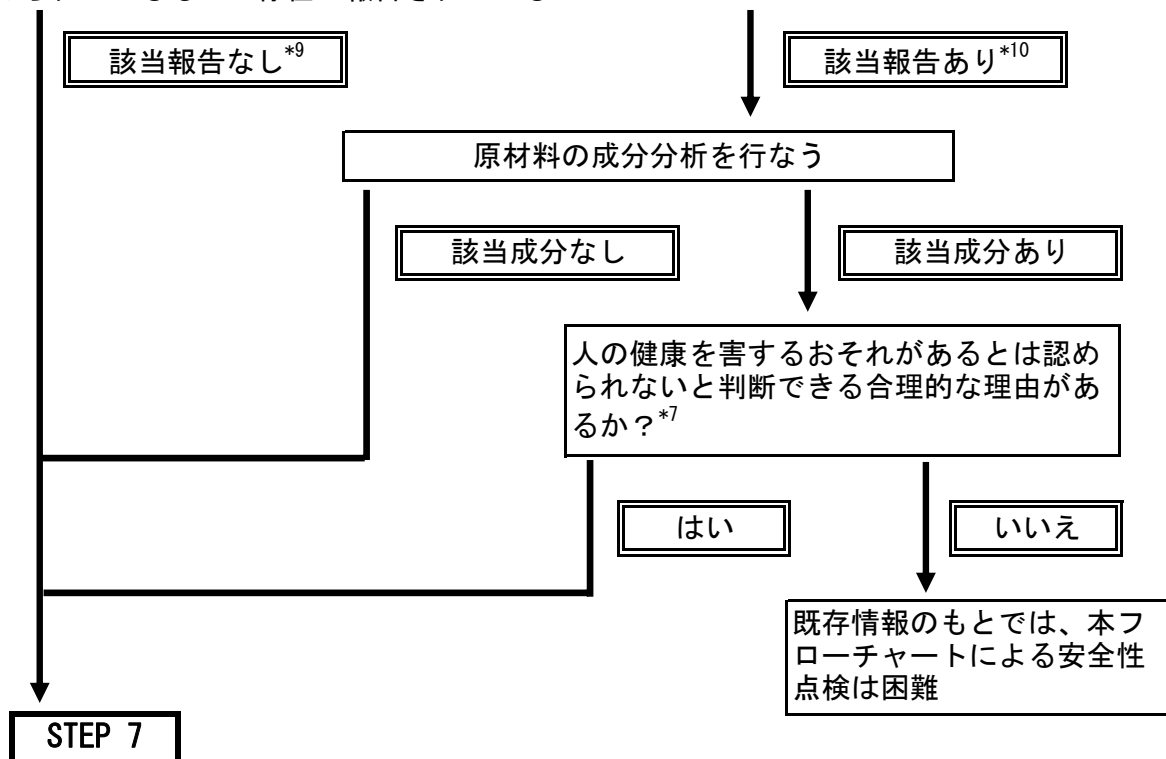 該当報告なし*9
該当報告あり*10
原材料の成分分析を行なう
該当成分なし
該当成分あり
人の健康を害するおそれがあるとは認め
られないと判断できる合理的な理由があ
るか？*7
はい
いいえ
既存情報のもとでは、本フ
ローチャートによる安全性
点検は困難
STEP 7